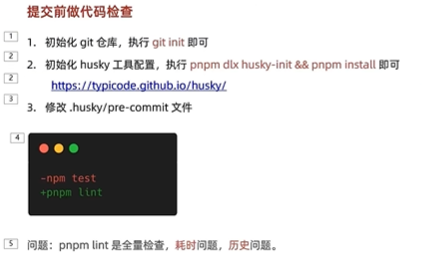 提交前做代码检查
1 1. 初始化 git 仓库，执行 git init 即可
2 2. 初始化 husky 工具配置，执行 pnpm dlx husky-init && pnpm install 即可
2 https://typicode.github.io/husky/
3 3. 修改 .husky/pre-commit 文件
4
-npm test
+pnpm lint
5 问题：pnpm lint 是全量检查，耗时问题，历史问题。